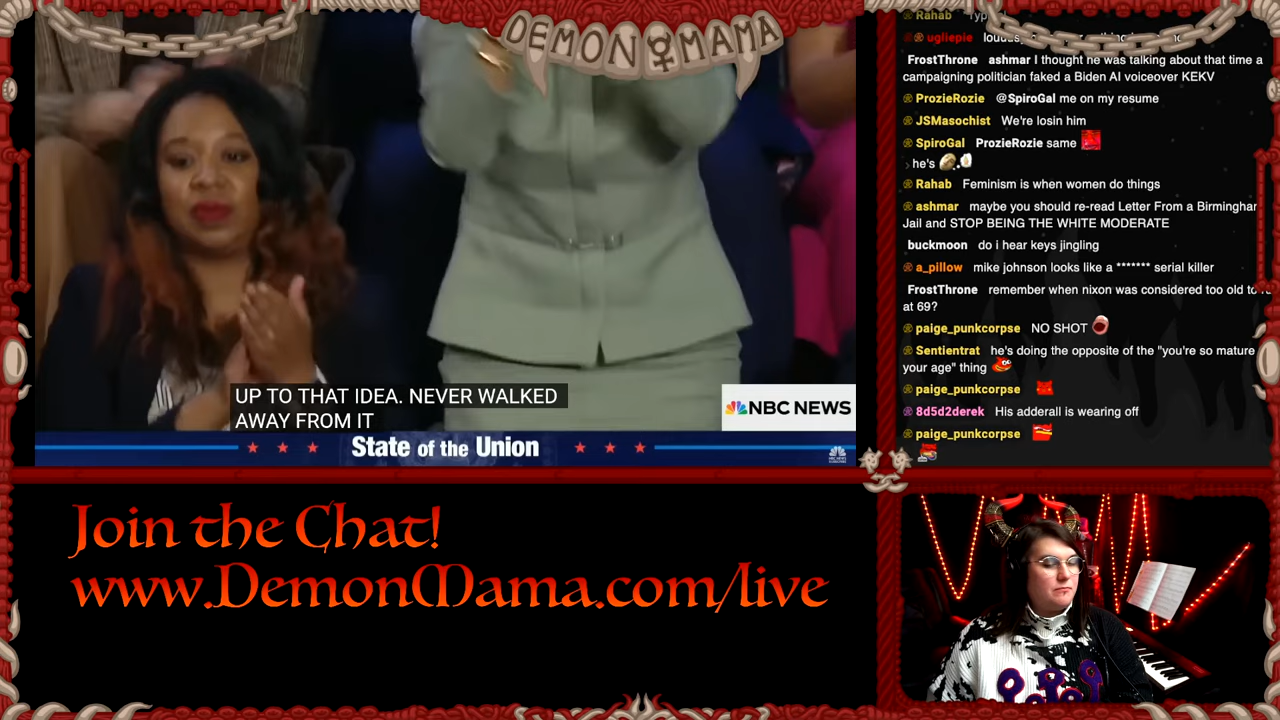 DEMON MAMA
UP TO THAT IDEA. NEVER WALKED
AWAY FROM IT
NBC NEWS
State of the Union
Join the Chat!
www.DemonMama.com/live
Rahab
ugliepie
FrostThrone ashmar I thought he was talking about that time a
campaigning politician faked a Biden AI voiceover KEKV
ProzieRozie @SpiroGal me on my resume
JSMasochist We're losin him
SpiroGal ProzieRozie same
he's
Rahab Feminism is when women do things
ashmar maybe you should re-read Letter From a Birmingham
Jail and STOP BEING THE WHITE MODERATE
buckmoon do i hear keys jingling
a_pillow mike johnson looks like a ******* serial killer
FrostThrone remember when nixon was considered too old to
at 69?
paige_punkcorpse NO SHOT
Sentientrat he's doing the opposite of the "you're so mature
your age" thing
paige_punkcorpse
8d5d2derek His adderall is wearing off
paige_punkcorpse